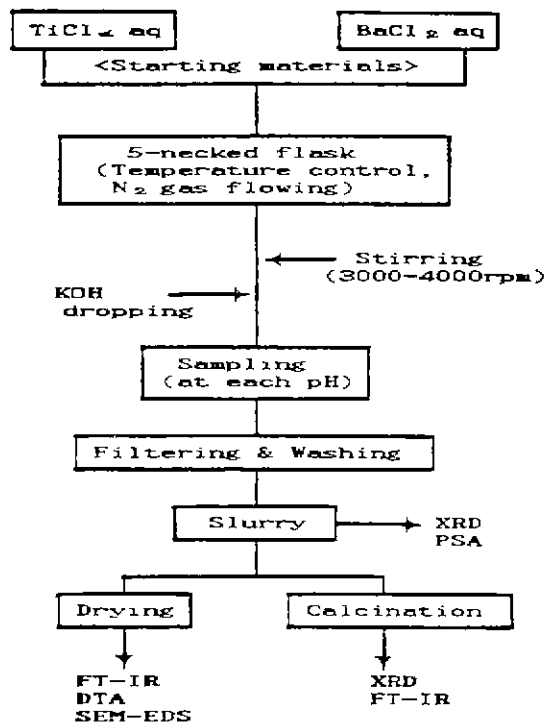 TiCl₄ aq
BaCl₂ aq
<Starting materials>
5-necked flask
(Temperature control,
N₂ gas flowing)
Stirring
(3000-4000rpm)
KOH
dropping
Sampling
(at each pH)
Filtering & Washing
Slurry
XRD
PSA
Drying
Calcination
FT-IR
DTA
SEM-EDS
XRD
FT-IR